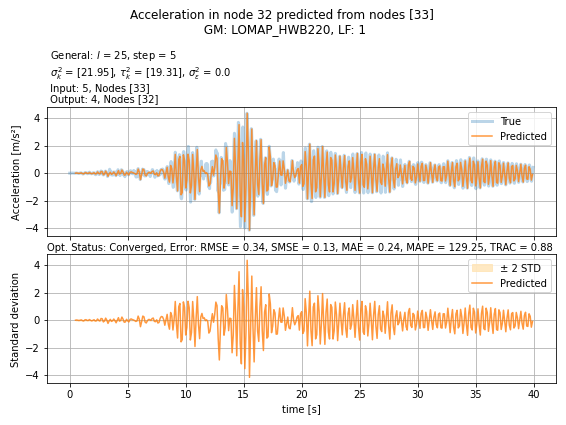 Acceleration in node 32 predicted from nodes [33]
GM: LOMAP_HWB220, LF: 1
General: l = 25, step = 5
σ²ₖ = [21.95], τ²ₖ = [19.31], σ²ε = 0.0
Input: 5, Nodes [33]
Output: 4, Nodes [32]
Acceleration [m/s²]
4
2
0
−2
−4
True
Predicted
Opt. Status: Converged, Error: RMSE = 0.34, SMSE = 0.13, MAE = 0.24, MAPE = 129.25, TRAC = 0.88
Standard deviation
4
2
0
−2
−4
± 2 STD
Predicted
0 5 10 15 20 25 30 35 40
time [s]